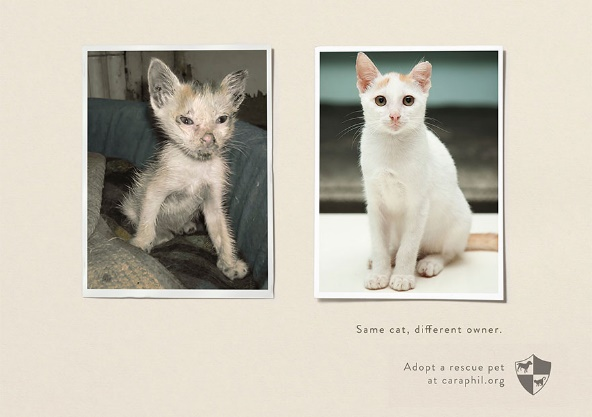 Same cat, different owner.
Adopt a rescue pet
at caraphil.org